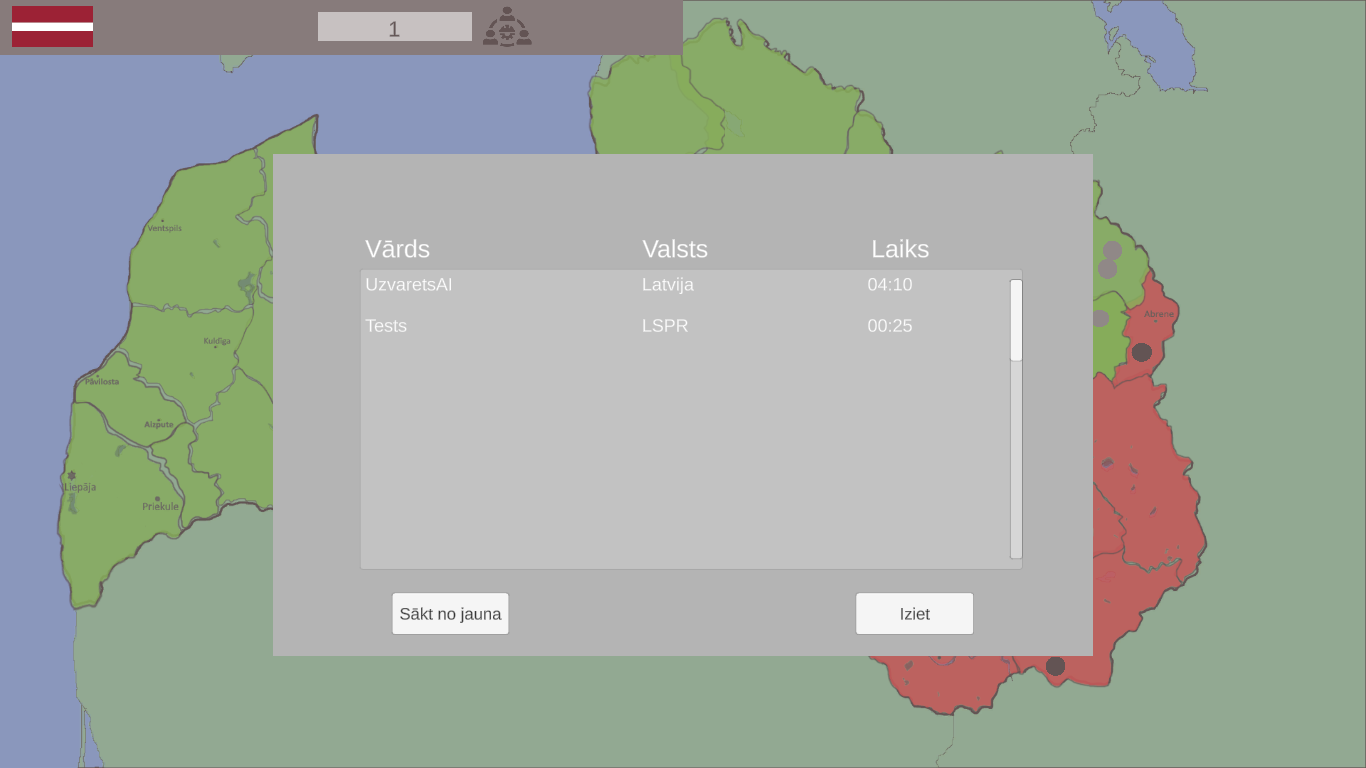 1
Vārds Valsts Laiks
UzvaretsAI Latvija 04:10
Tests LSPR 00:25
Sākt no jauna Iziet
Ventspils
Kuldīga
Pāvilosta
Aizpute
Liepāja
Priekule
Abrene